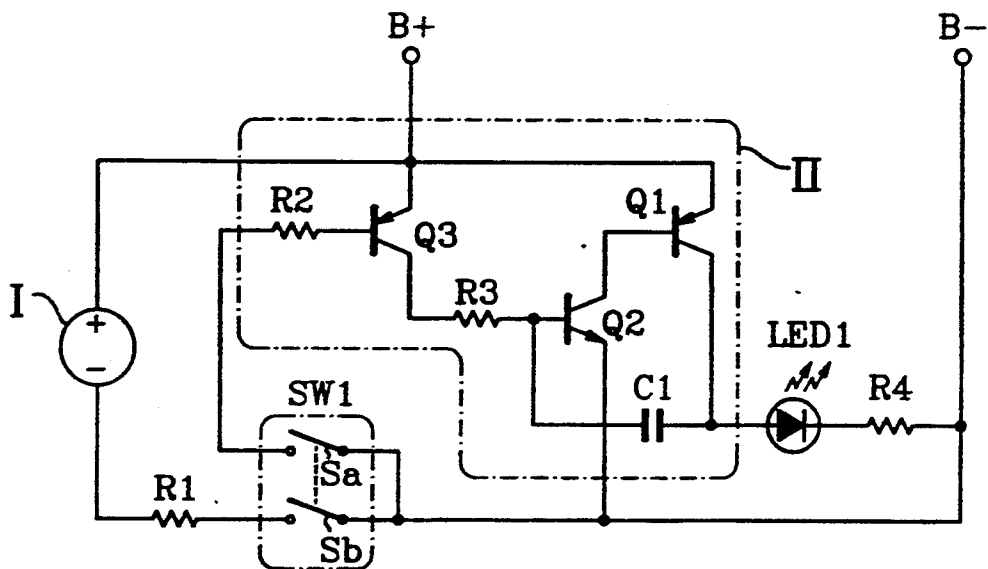 B+
B-
II
R2
Q3
Q1
I
+
−
R3
Q2
LED1
SW1
C1
R4
Sa
R1
Sb